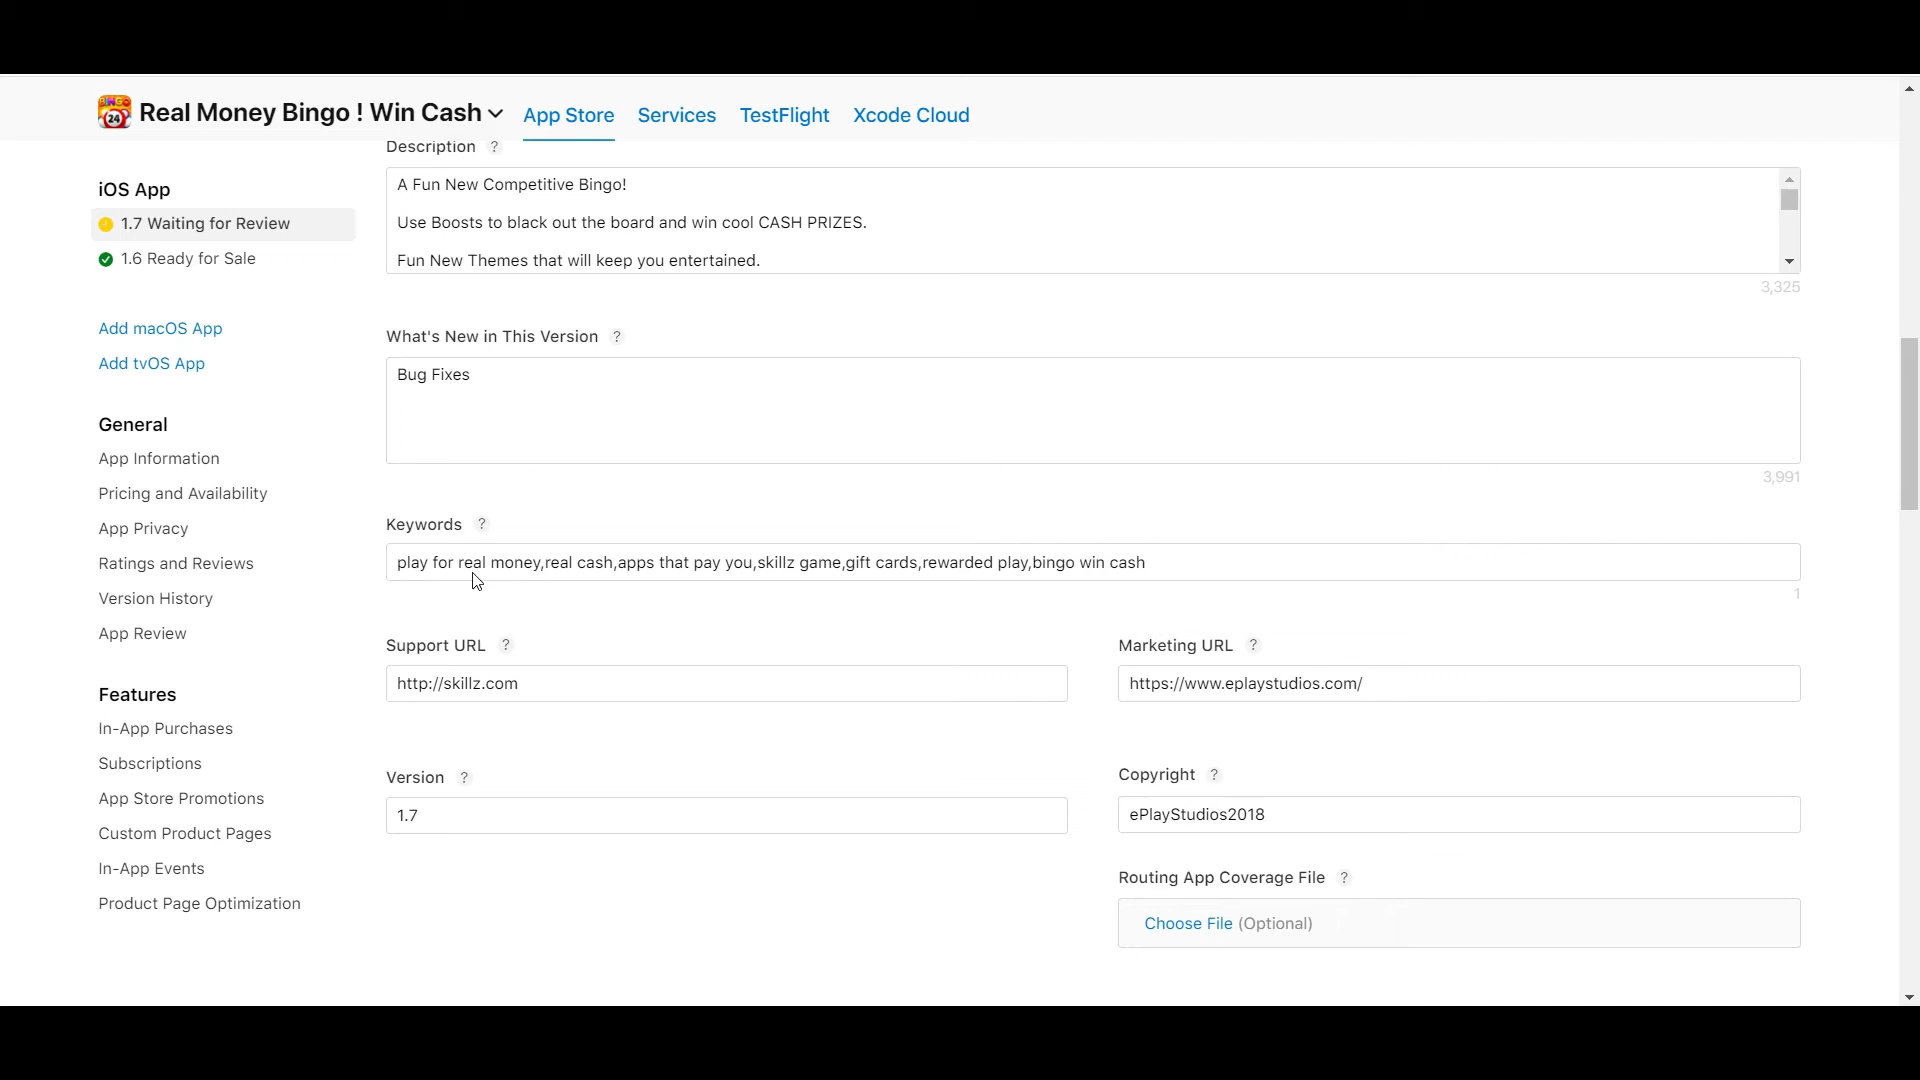 BINGO
24
Real Money Bingo ! Win Cash
App Store
Services
TestFlight
Xcode Cloud
iOS App
1.7 Waiting for Review
1.6 Ready for Sale
Add macOS App
Add tvOS App
General
App Information
Pricing and Availability
App Privacy
Ratings and Reviews
Version History
App Review
Features
In-App Purchases
Subscriptions
App Store Promotions
Custom Product Pages
In-App Events
Product Page Optimization
Description ?
A Fun New Competitive Bingo!
Use Boosts to black out the board and win cool CASH PRIZES.
Fun New Themes that will keep you entertained.
3,325
What's New in This Version ?
Bug Fixes
3,991
Keywords ?
play for real money,real cash,apps that pay you,skillz game,gift cards,rewarded play,bingo win cash
1
Support URL ?
http://skillz.com
Marketing URL ?
https://www.eplaystudios.com/
Version ?
1.7
Copyright ?
ePlayStudios2018
Routing App Coverage File ?
Choose File (Optional)